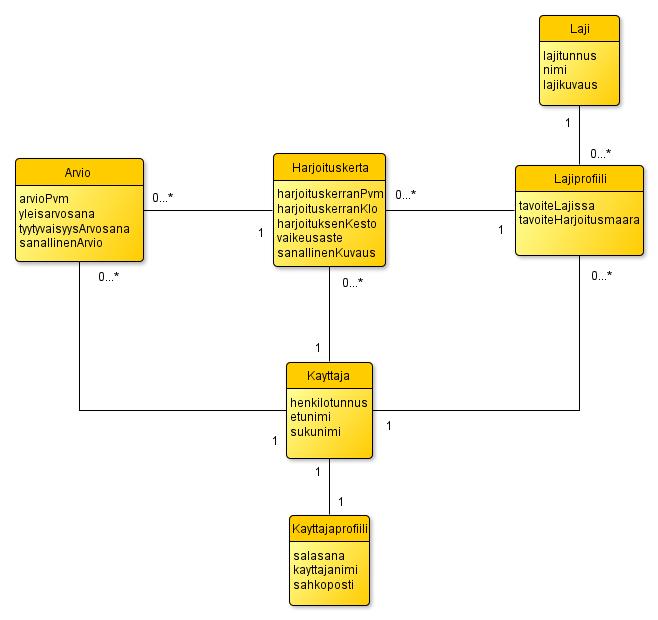 Laji
lajitunnus
nimi
lajikuvaus
1
0...*
Arvio
arvioPvm
yleisarvosana
tyytyvaisyysArvosana
sanallinenArvio
0...*
1
Harjoituskerta
harjoituskerranPvm
harjoituskerranKlo
harjoituksenKesto
vaikeusaste
sanallinenKuvaus
0...*
1
Lajiprofiili
tavoiteLajissa
tavoiteHarjoitusmaara
0...*
0...*
0...*
1
Kayttaja
henkilotunnus
etunimi
sukunimi
1
1
1
1
Kayttajaprofiili
salasana
kayttajanimi
sahkoposti